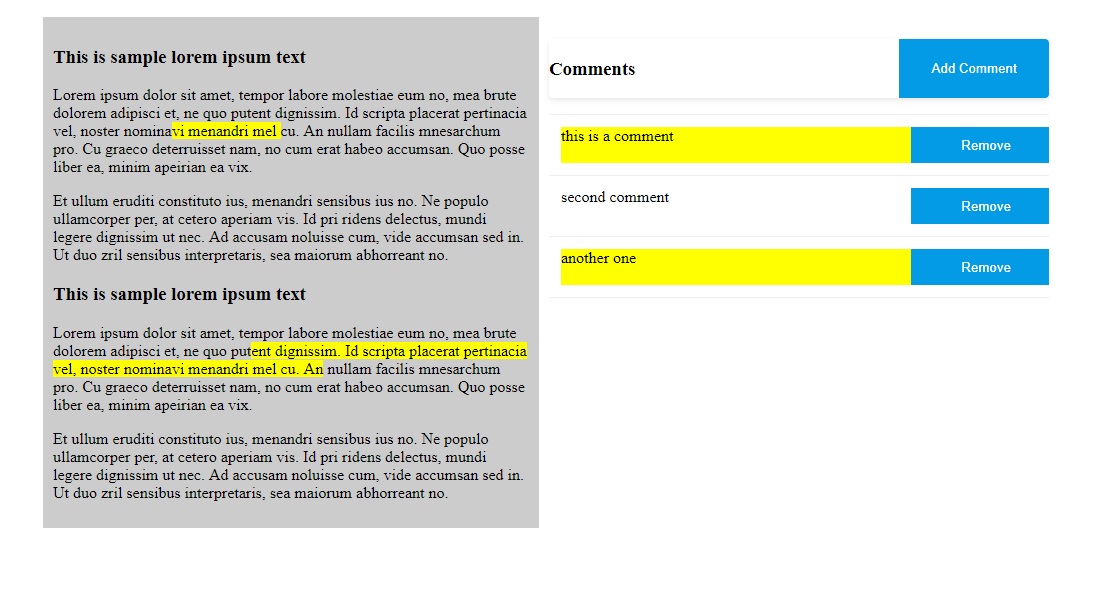 This is sample lorem ipsum text
Lorem ipsum dolor sit amet, tempor labore molestiae eum no, mea brute
dolorem adipisci et, ne quo putent dignissim. Id scripta placerat pertinacia
vel, noster nominavi menandri mel cu. An nullam facilis mnesarchum
pro. Cu graeco deterruisset nam, no cum erat habeo accumsan. Quo posse
liber ea, minim apeirian ea vix.
Et ullum eruditi constituto ius, menandri sensibus ius no. Ne populo
ullamcorper per, at cetero aperiam vis. Id pri ridens delectus, mundi
legere dignissim ut nec. Ad accusam noluisse cum, vide accumsan sed in.
Ut duo zril sensibus interpretaris, sea maiorum abhorreant no.
This is sample lorem ipsum text
Lorem ipsum dolor sit amet, tempor labore molestiae eum no, mea brute
dolorem adipisci et, ne quo putent dignissim. Id scripta placerat pertinacia
vel, noster nominavi menandri mel cu. An nullam facilis mnesarchum
pro. Cu graeco deterruisset nam, no cum erat habeo accumsan. Quo posse
liber ea, minim apeirian ea vix.
Et ullum eruditi constituto ius, menandri sensibus ius no. Ne populo
ullamcorper per, at cetero aperiam vis. Id pri ridens delectus, mundi
legere dignissim ut nec. Ad accusam noluisse cum, vide accumsan sed in.
Ut duo zril sensibus interpretaris, sea maiorum abhorreant no.
Comments
Add Comment
this is a comment
Remove
second comment
Remove
another one
Remove